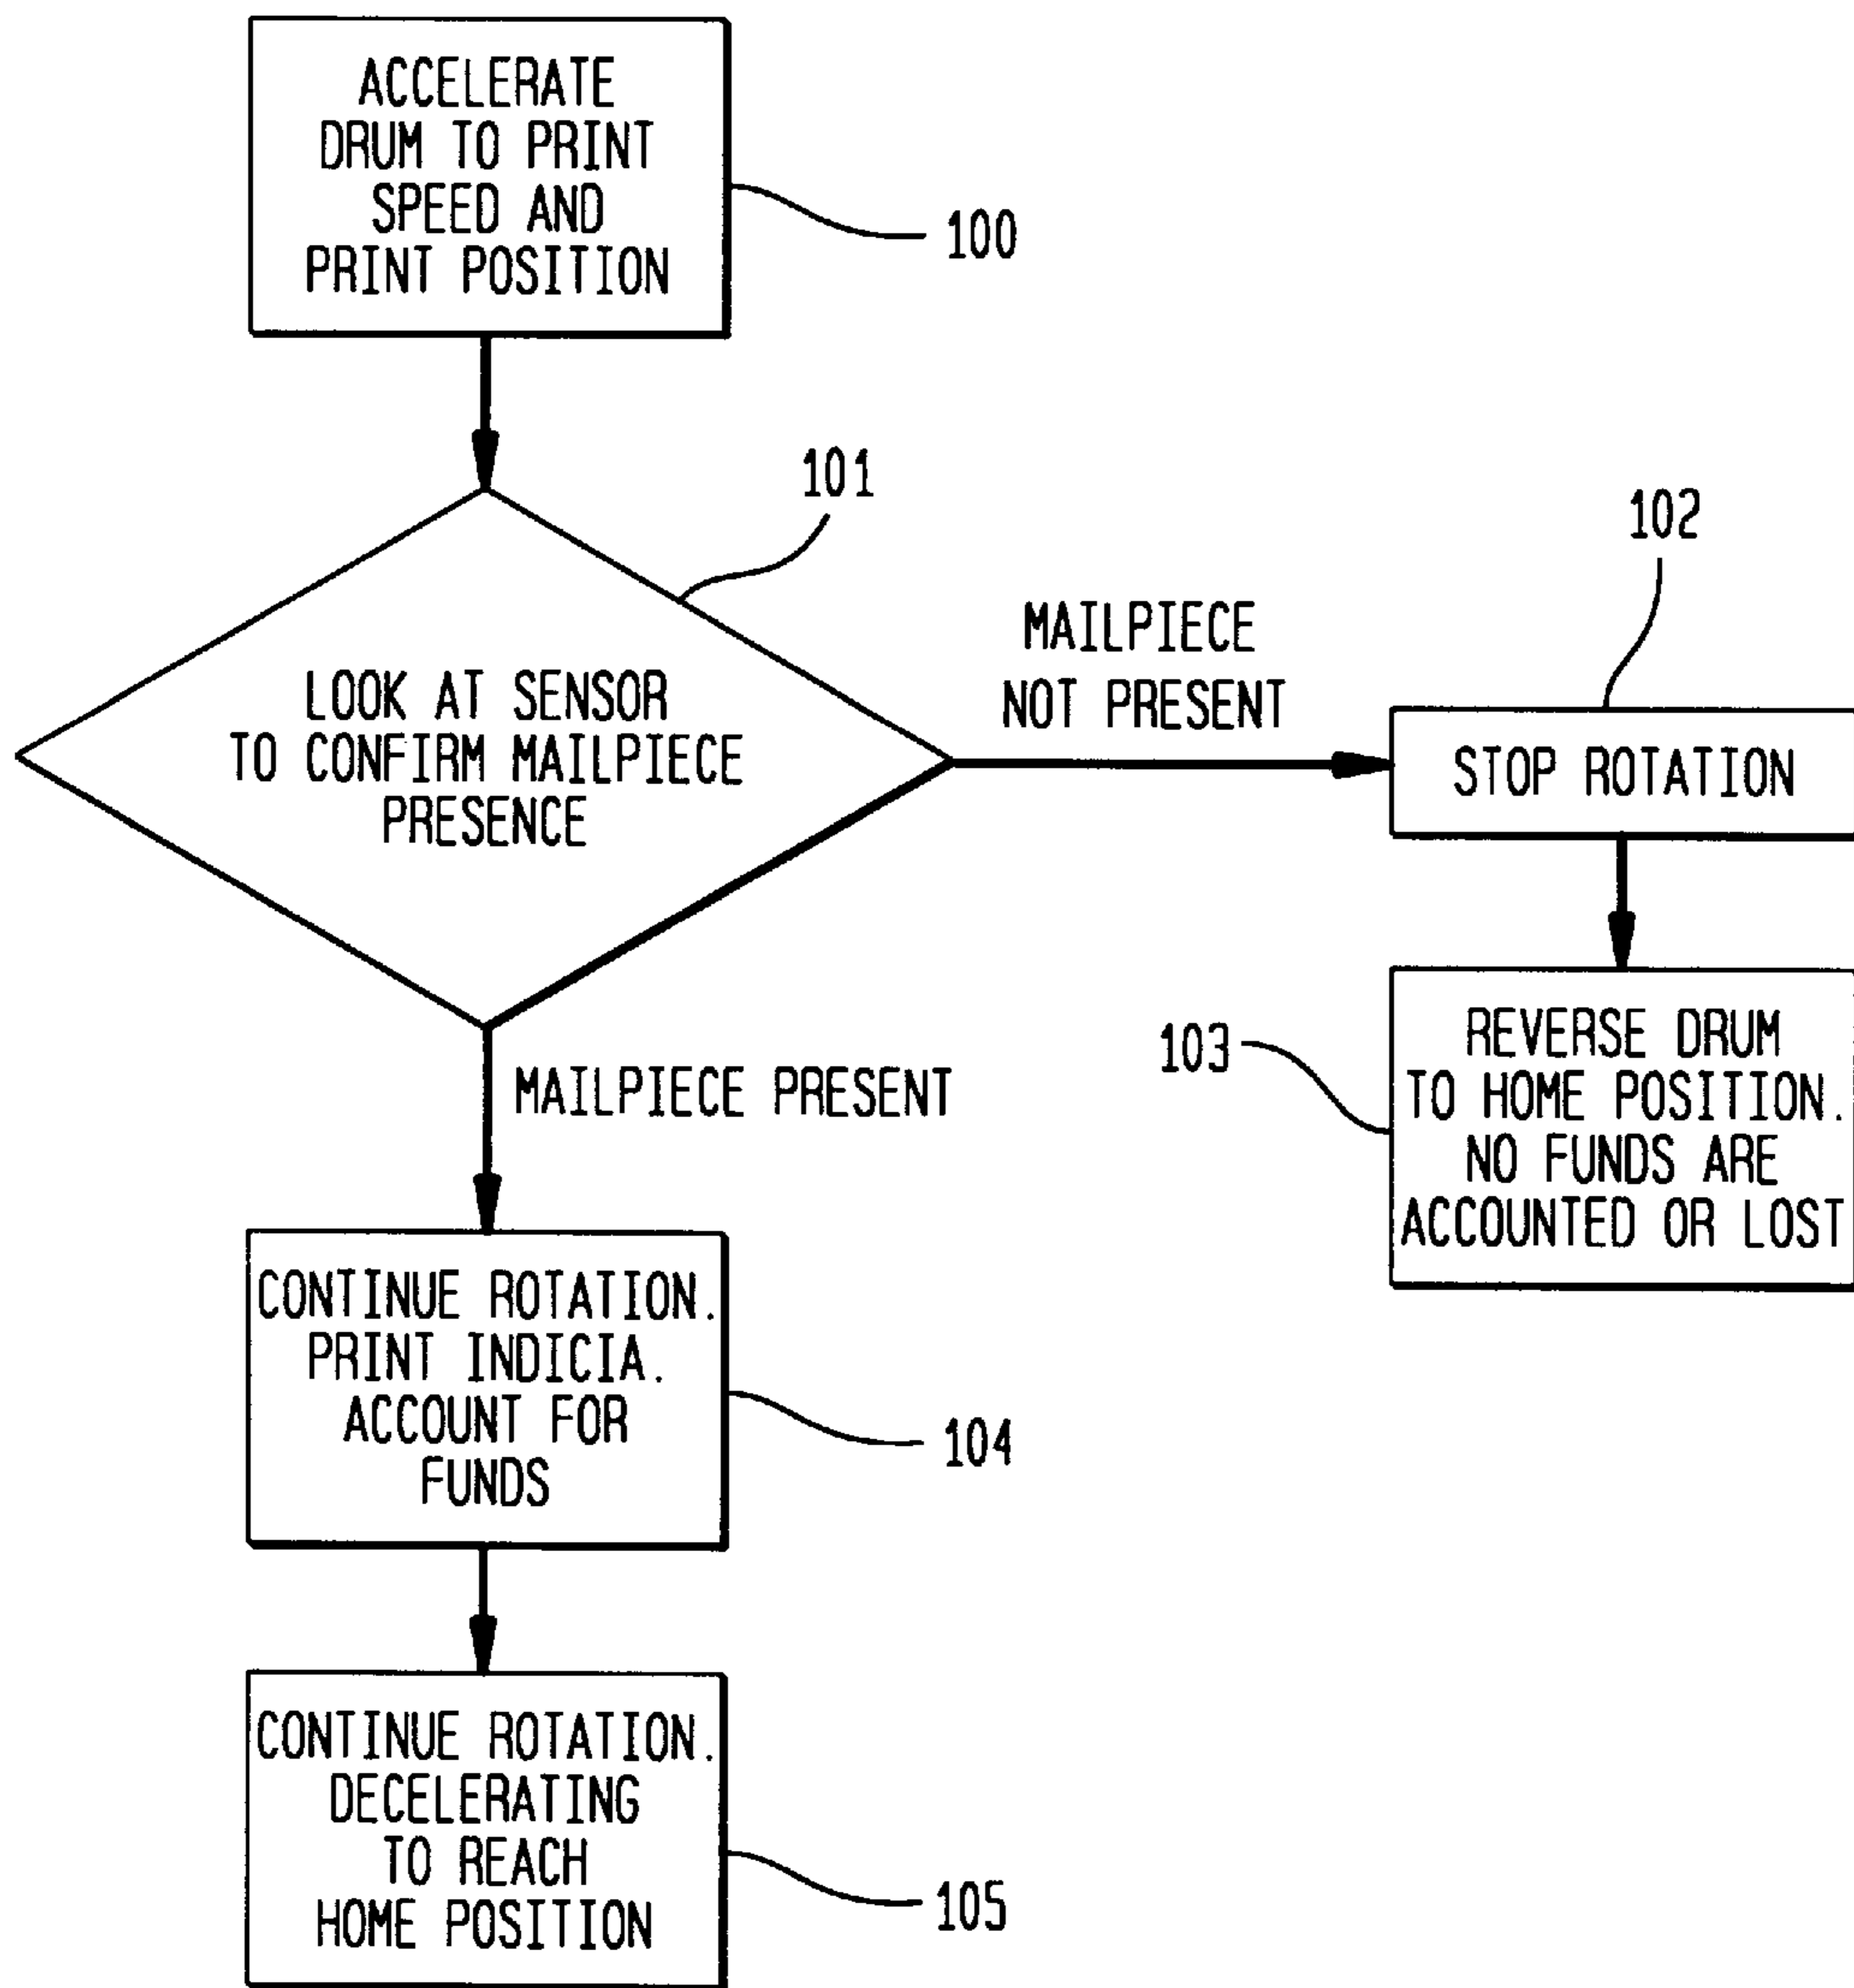 ACCELERATE
DRUM TO PRINT
SPEED AND
PRINT POSITION
100
101
LOOK AT SENSOR
TO CONFIRM MAILPIECE
PRESENCE
MAILPIECE
NOT PRESENT
102
STOP ROTATION
103
REVERSE DRUM
TO HOME POSITION.
NO FUNDS ARE
ACCOUNTED OR LOST
MAILPIECE PRESENT
CONTINUE ROTATION.
PRINT INDICIA.
ACCOUNT FOR
FUNDS
104
CONTINUE ROTATION.
DECELERATING
TO REACH
HOME POSITION
105